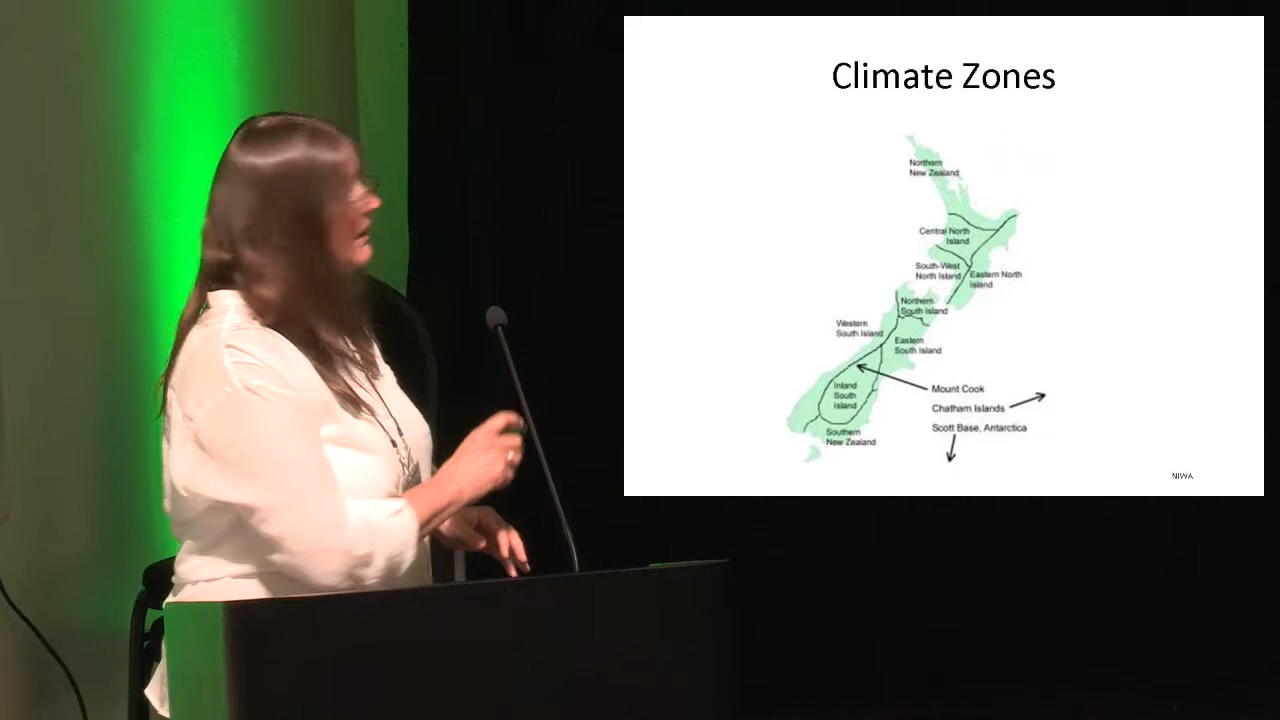 Climate Zones
Northern
New Zealand
Central North
Island
South-West
North Island
Eastern North
Island
Northern
South Island
Western
South Island
Eastern
South Island
Inland
South
Island
Mount Cook
Chatham Islands
Scott Base, Antarctica
Southern
New Zealand
NIWA